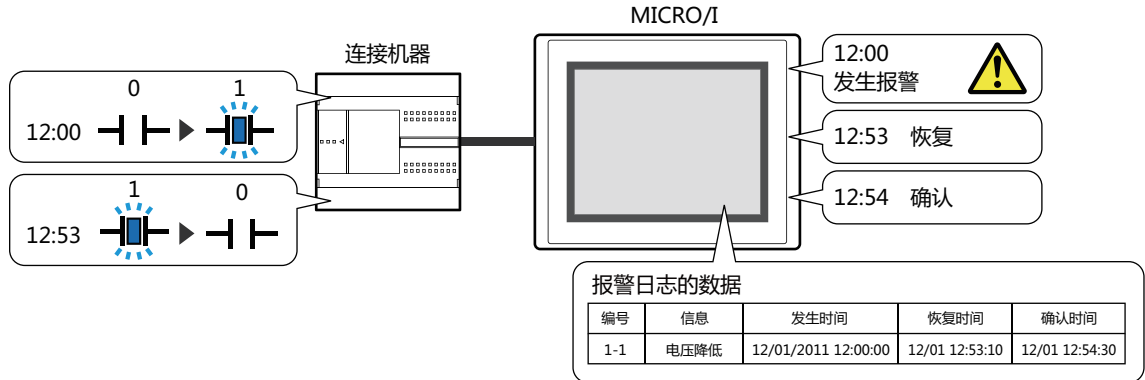 MICRO/I
连接机器
0 1
12:00
1 0
12:53
12:00
发生报警
12:53 恢复
12:54 确认
报警日志的数据
编号 信息 发生时间 恢复时间 确认时间
1-1 电压降低 12/01/2011 12:00:00 12/01 12:53:10 12/01 12:54:30